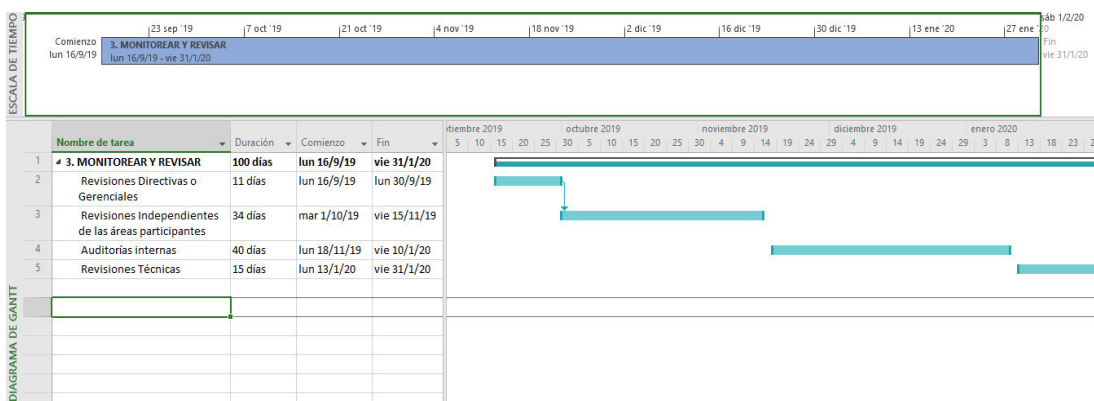 ESCALA DE TIEMPO
sáb 1/2/20
23 sep '19 7 oct '19 21 oct '19 4 nov '19 18 nov '19 2 dic '19 16 dic '19 30 dic '19 13 ene '20 27 ene '20
Comienzo
lun 16/9/19
3. MONITOREAR Y REVISAR
lun 16/9/19 - vie 31/1/20
Fin
vie 31/1/20
DIAGRAMA DE GANTT
Nombre de tarea Duración Comienzo Fin
tiembre 2019 octubre 2019 noviembre 2019 diciembre 2019 enero 2020
5 10 15 20 25 30 5 10 15 20 25 30 4 9 14 19 24 29 4 9 14 19 24 29 3 8 13 18 23
1 3. MONITOREAR Y REVISAR 100 días lun 16/9/19 vie 31/1/20
2 Revisiones Directivas o 11 días lun 16/9/19 lun 30/9/19
Gerenciales
3 Revisiones Independientes 34 días mar 1/10/19 vie 15/11/19
de las áreas participantes
4 Auditorías internas 40 días lun 18/11/19 vie 10/1/20
5 Revisiones Técnicas 15 días lun 13/1/20 vie 31/1/20